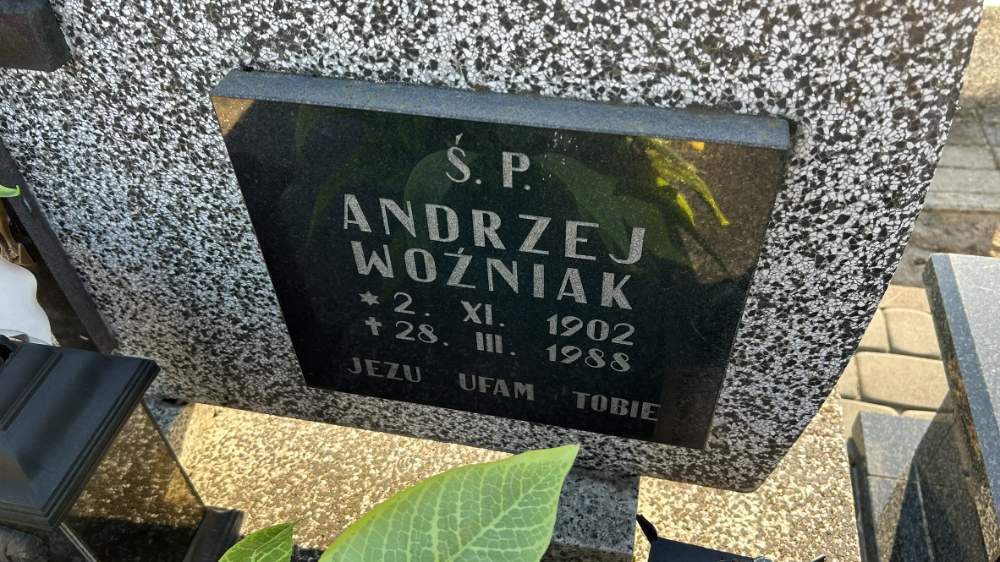 Ś. P.
ANDRZEJ
WOŹNIAK
* 2. XI. 1902
✝ 28. III. 1988
JEZU UFAM TOBIE